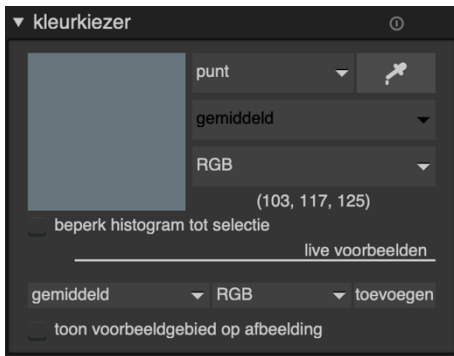 kleurkiezer
punt
gemiddeld
RGB
(103, 117, 125)
beperk histogram tot selectie
live voorbeelden
gemiddeld RGB toevoegen
toon voorbeeldgebied op afbeelding